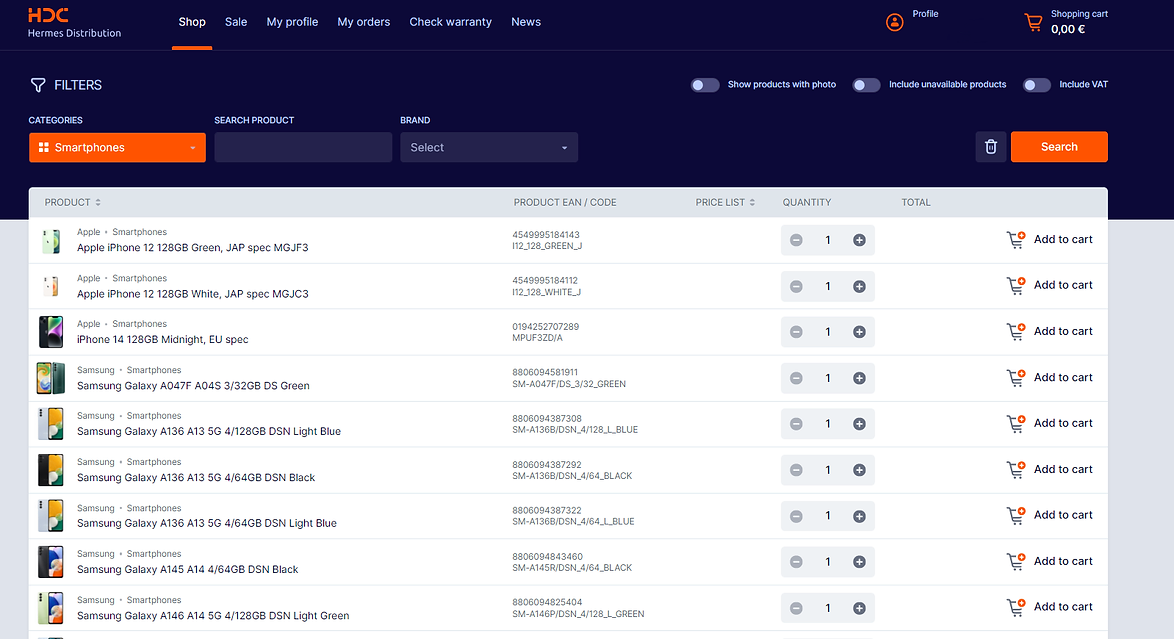 HDC
Hermes Distribution
Shop Sale My profile My orders Check warranty News
Profile
Shopping cart
0,00 €
FILTERS
Show products with photo
Include unavailable products
Include VAT
CATEGORIES
SEARCH PRODUCT
BRAND
Smartphones
Select
Search
PRODUCT PRODUCT EAN / CODE PRICE LIST QUANTITY TOTAL
Apple • Smartphones
Apple iPhone 12 128GB Green, JAP spec MGJF3
4549995184143
I12_128_GREEN_J
1
Add to cart
Apple • Smartphones
Apple iPhone 12 128GB White, JAP spec MGJC3
4549995184112
I12_128_WHITE_J
1
Add to cart
Apple • Smartphones
iPhone 14 128GB Midnight, EU spec
0194252707289
MPUF3ZD/A
1
Add to cart
Samsung • Smartphones
Samsung Galaxy A047F A04S 3/32GB DS Green
8806094581911
SM-A047F/DS_3/32_GREEN
1
Add to cart
Samsung • Smartphones
Samsung Galaxy A136 A13 5G 4/128GB DSN Light Blue
8806094387308
SM-A136B/DSN_4/128_L_BLUE
1
Add to cart
Samsung • Smartphones
Samsung Galaxy A136 A13 5G 4/64GB DSN Black
8806094387292
SM-A136B/DSN_4/64_BLACK
1
Add to cart
Samsung • Smartphones
Samsung Galaxy A136 A13 5G 4/64GB DSN Light Blue
8806094387322
SM-A136B/DSN_4/64_L_BLUE
1
Add to cart
Samsung • Smartphones
Samsung Galaxy A145 A14 4/64GB DSN Black
8806094843460
SM-A145R/DSN_4/64_BLACK
1
Add to cart
Samsung • Smartphones
Samsung Galaxy A146 A14 5G 4/128GB DSN Light Green
8806094825404
SM-A146P/DSN_4/128_L_GREEN
1
Add to cart